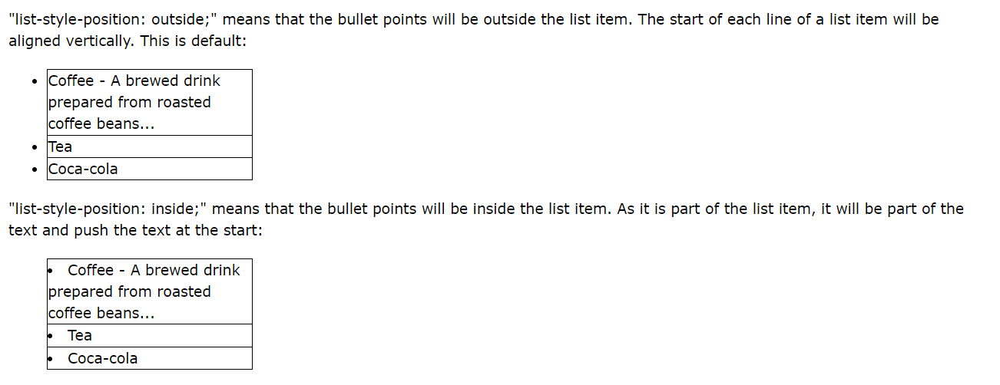 "list-style-position: outside;" means that the bullet points will be outside the list item. The start of each line of a list item will be
aligned vertically. This is default:
• Coffee - A brewed drink
prepared from roasted
coffee beans...
• Tea
• Coca-cola
"list-style-position: inside;" means that the bullet points will be inside the list item. As it is part of the list item, it will be part of the
text and push the text at the start:
• Coffee - A brewed drink
prepared from roasted
coffee beans...
• Tea
• Coca-cola